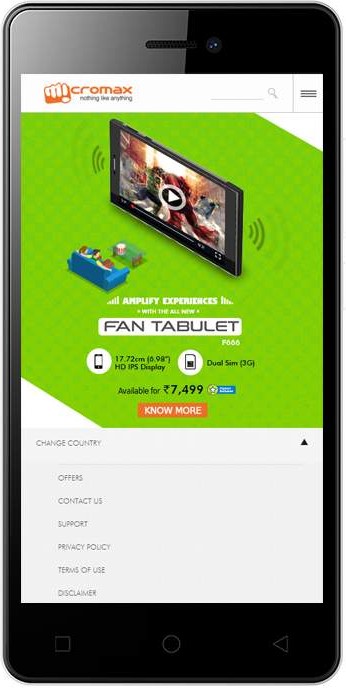 micromax
nothing like anything
AMPLIFY EXPERIENCES
• WITH THE ALL NEW •
FAN TABULET
F666
17.72cm (6.98")
HD IPS Display
Dual Sim (3G)
Available for ₹7,499
KNOW MORE
CHANGE COUNTRY
OFFERS
CONTACT US
SUPPORT
PRIVACY POLICY
TERMS OF USE
DISCLAIMER